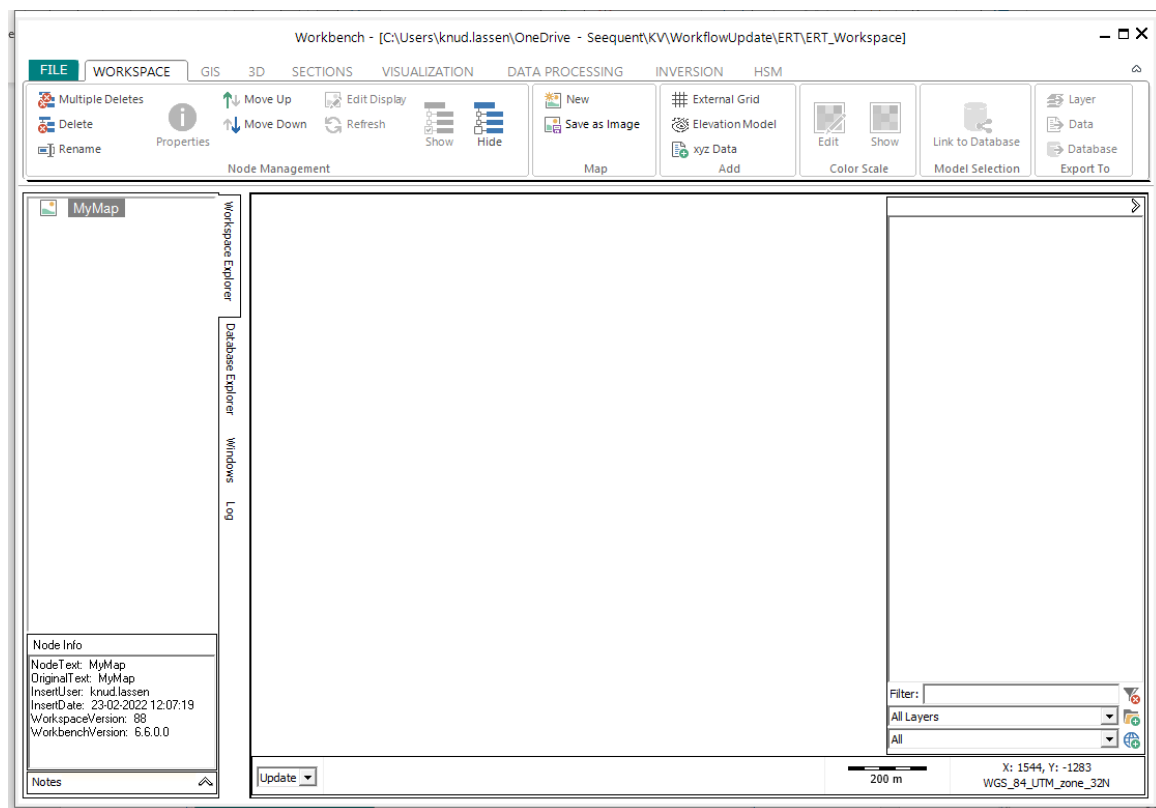 Workbench - [C:\Users\knud.lassen\OneDrive - Seequent\KV\WorkflowUpdate\ERT\ERT_Workspace]
FILE WORKSPACE GIS 3D SECTIONS VISUALIZATION DATA PROCESSING INVERSION HSM
Multiple Deletes
Delete
Rename
Properties
Move Up
Move Down
Edit Display
Refresh
Show
Hide
Node Management
New
Save as Image
Map
External Grid
Elevation Model
xyz Data
Add
Edit
Show
Color Scale
Link to Database
Model Selection
Layer
Data
Database
Export To
MyMap
Workspace Explorer
Database Explorer
Windows
Log
Node Info
NodeText: MyMap
OriginalText: MyMap
InsertUser: knud.lassen
InsertDate: 23-02-2022 12:07:19
WorkspaceVersion: 88
WorkbenchVersion: 6.6.0.0
Notes
Filter:
All Layers
All
Update
200 m
X: 1544, Y: -1283
WGS_84_UTM_zone_32N